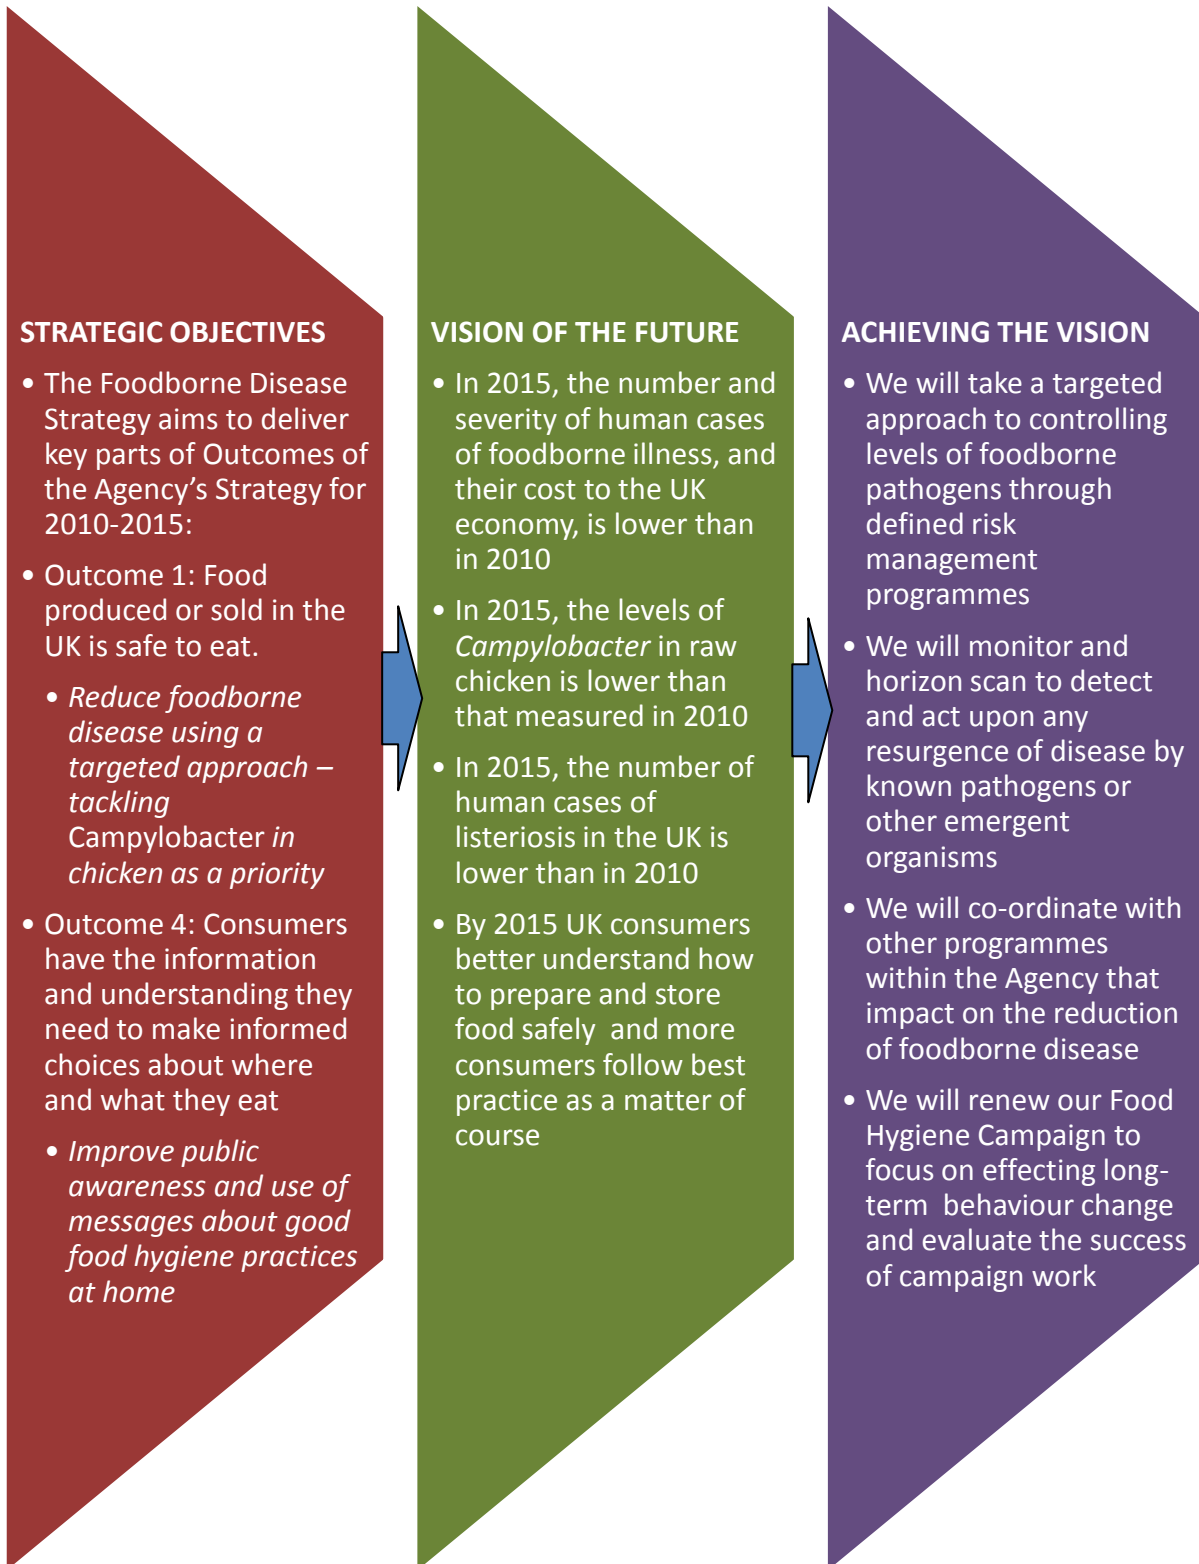 STRATEGIC OBJECTIVES
• The Foodborne Disease
Strategy aims to deliver
key parts of Outcomes of
the Agency's Strategy for
2010-2015:
• Outcome 1: Food
produced or sold in the
UK is safe to eat.
• Reduce foodborne
disease using a
targeted approach –
tackling
Campylobacter in
chicken as a priority
• Outcome 4: Consumers
have the information
and understanding they
need to make informed
choices about where
and what they eat
• Improve public
awareness and use of
messages about good
food hygiene practices
at home
VISION OF THE FUTURE
• In 2015, the number and
severity of human cases
of foodborne illness, and
their cost to the UK
economy, is lower than
in 2010
• In 2015, the levels of
Campylobacter in raw
chicken is lower than
that measured in 2010
• In 2015, the number of
human cases of
listeriosis in the UK is
lower than in 2010
• By 2015 UK consumers
better understand how
to prepare and store
food safely and more
consumers follow best
practice as a matter of
course
ACHIEVING THE VISION
• We will take a targeted
approach to controlling
levels of foodborne
pathogens through
defined risk
management
programmes
• We will monitor and
horizon scan to detect
and act upon any
resurgence of disease by
known pathogens or
other emergent
organisms
• We will co-ordinate with
other programmes
within the Agency that
impact on the reduction
of foodborne disease
• We will renew our Food
Hygiene Campaign to
focus on effecting long-
term behaviour change
and evaluate the success
of campaign work